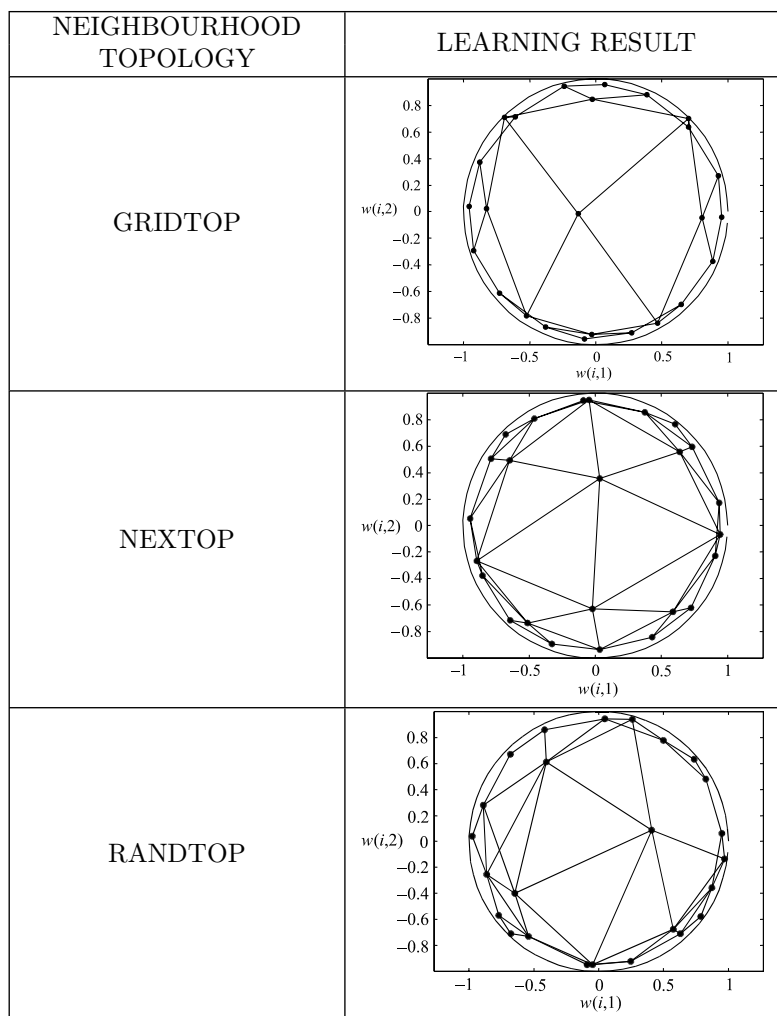 NEIGHBOURHOOD
TOPOLOGY
LEARNING RESULT
GRIDTOP
0.8
0.6
0.4
0.2
w(i,2) 0
−0.2
−0.4
−0.6
−0.8
−1 −0.5 0 0.5 1
w(i,1)
NEXTOP
0.8
0.6
0.4
0.2
w(i,2) 0
−0.2
−0.4
−0.6
−0.8
−1 −0.5 0 0.5 1
w(i,1)
RANDTOP
0.8
0.6
0.4
0.2
w(i,2) 0
−0.2
−0.4
−0.6
−0.8
−1 −0.5 0 0.5 1
w(i,1)